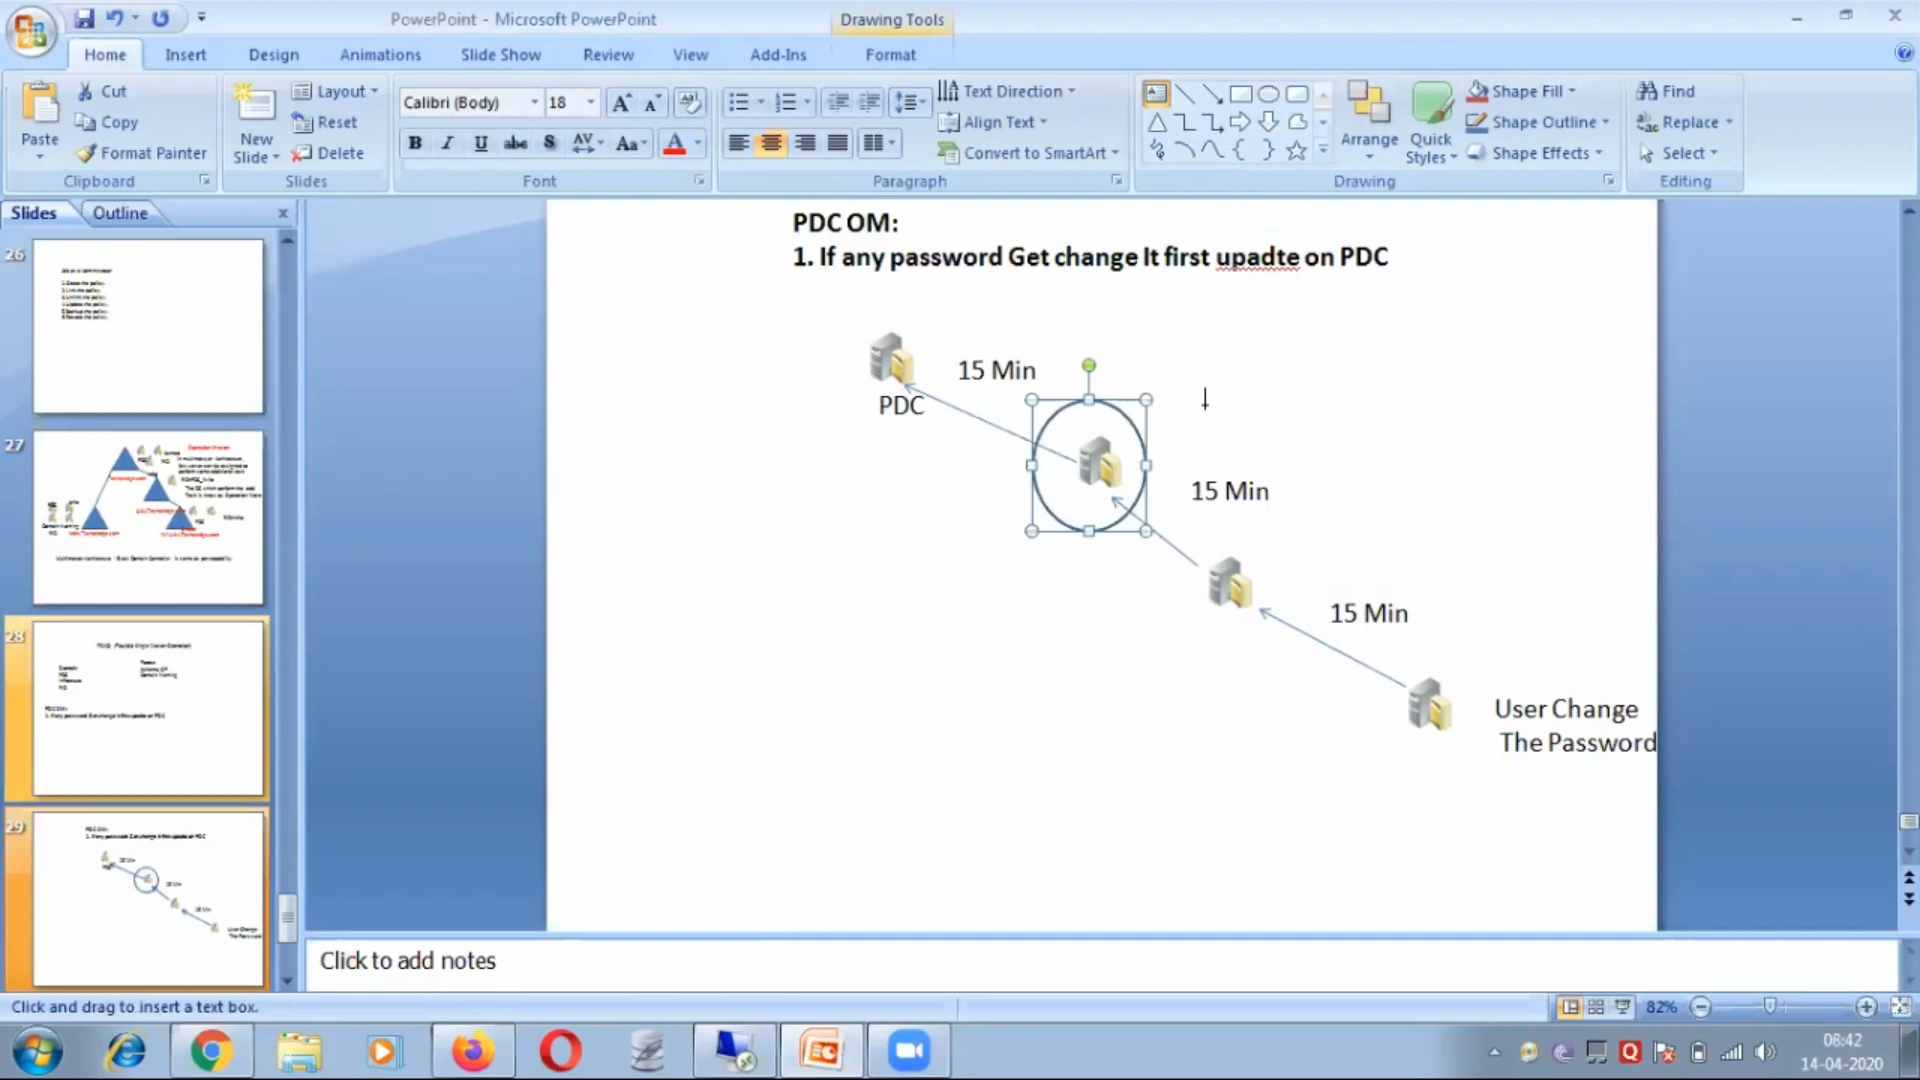 PowerPoint - Microsoft PowerPoint
Drawing Tools
Home
Insert
Design
Animations
Slide Show
Review
View
Add-Ins
Format
Paste
Cut
Copy
Format Painter
Clipboard
New
Slide
Layout
Reset
Delete
Slides
Calibri (Body)
18
Font
Text Direction
Align Text
Convert to SmartArt
Paragraph
Arrange
Quick
Styles
Shape Fill
Shape Outline
Shape Effects
Drawing
Find
Replace
Select
Editing
Slides
Outline
26
27
28
29
PDC OM:
1. If any password Get change It first upadte on PDC
15 Min
PDC
15 Min
15 Min
User Change
The Password
Click to add notes
Click and drag to insert a text box.
82%
08:42
14-04-2020